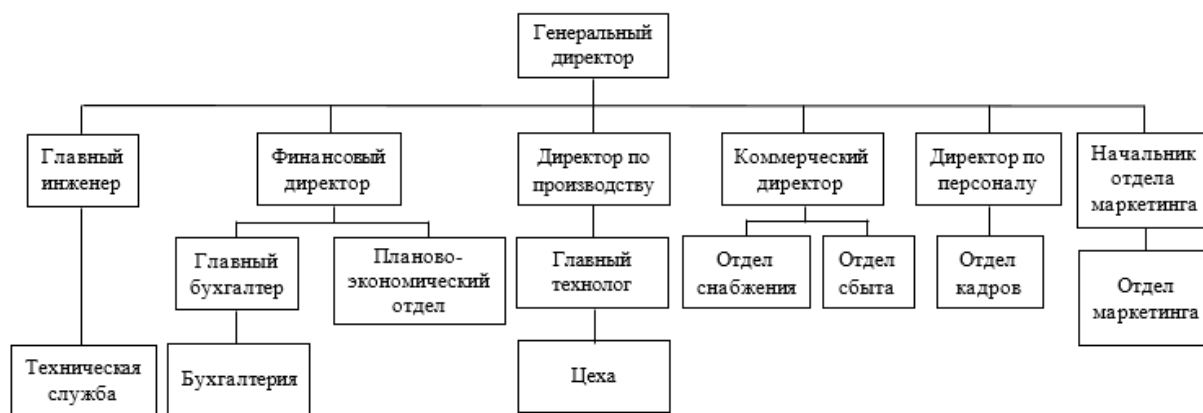 Генеральный
директор
Главный
инженер
Финансовый
директор
Директор по
производству
Коммерческий
директор
Директор по
персоналу
Начальник
отдела
маркетинга
Главный
бухгалтер
Планово-
экономический
отдел
Главный
технолог
Отдел
снабжения
Отдел
сбыта
Отдел
кадров
Отдел
маркетинга
Техническая
служба
Бухгалтерия
Цеха